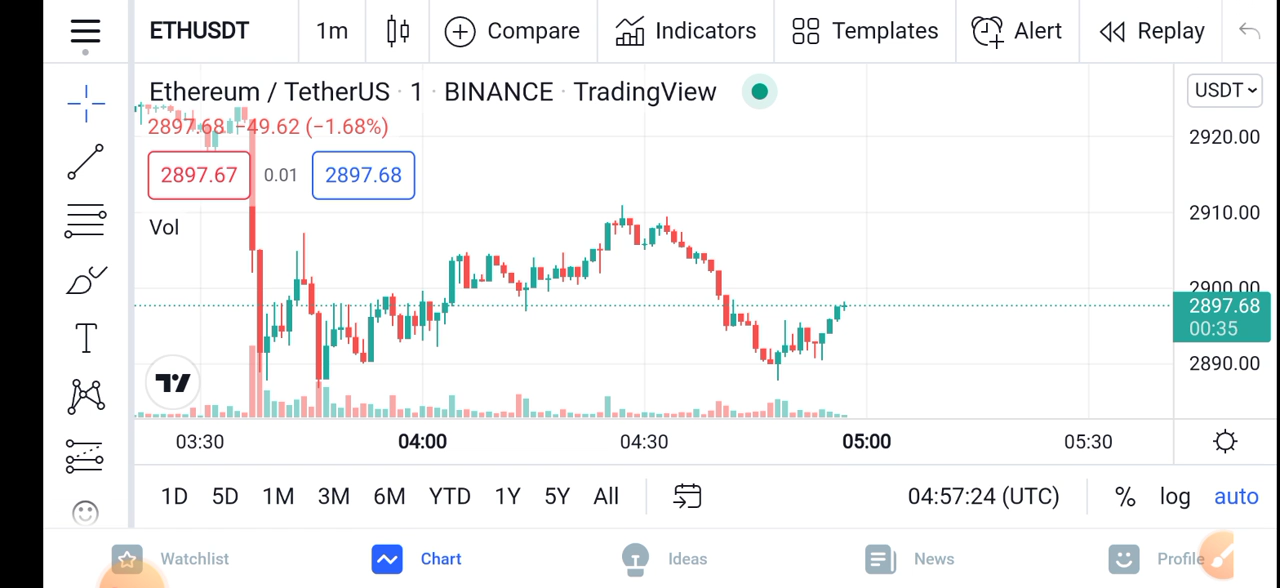 ETHUSDT 1m Compare Indicators Templates Alert Replay
Ethereum / TetherUS · 1 · BINANCE · TradingView
USDT
2897.68 −49.62 (−1.68%)
2920.00
2897.67 0.01 2897.68
2910.00
Vol
2900.00
2897.68
00:35
2890.00
03:30 04:00 04:30 05:00 05:30
1D 5D 1M 3M 6M YTD 1Y 5Y All 04:57:24 (UTC) % log auto
Watchlist Chart Ideas News Profile